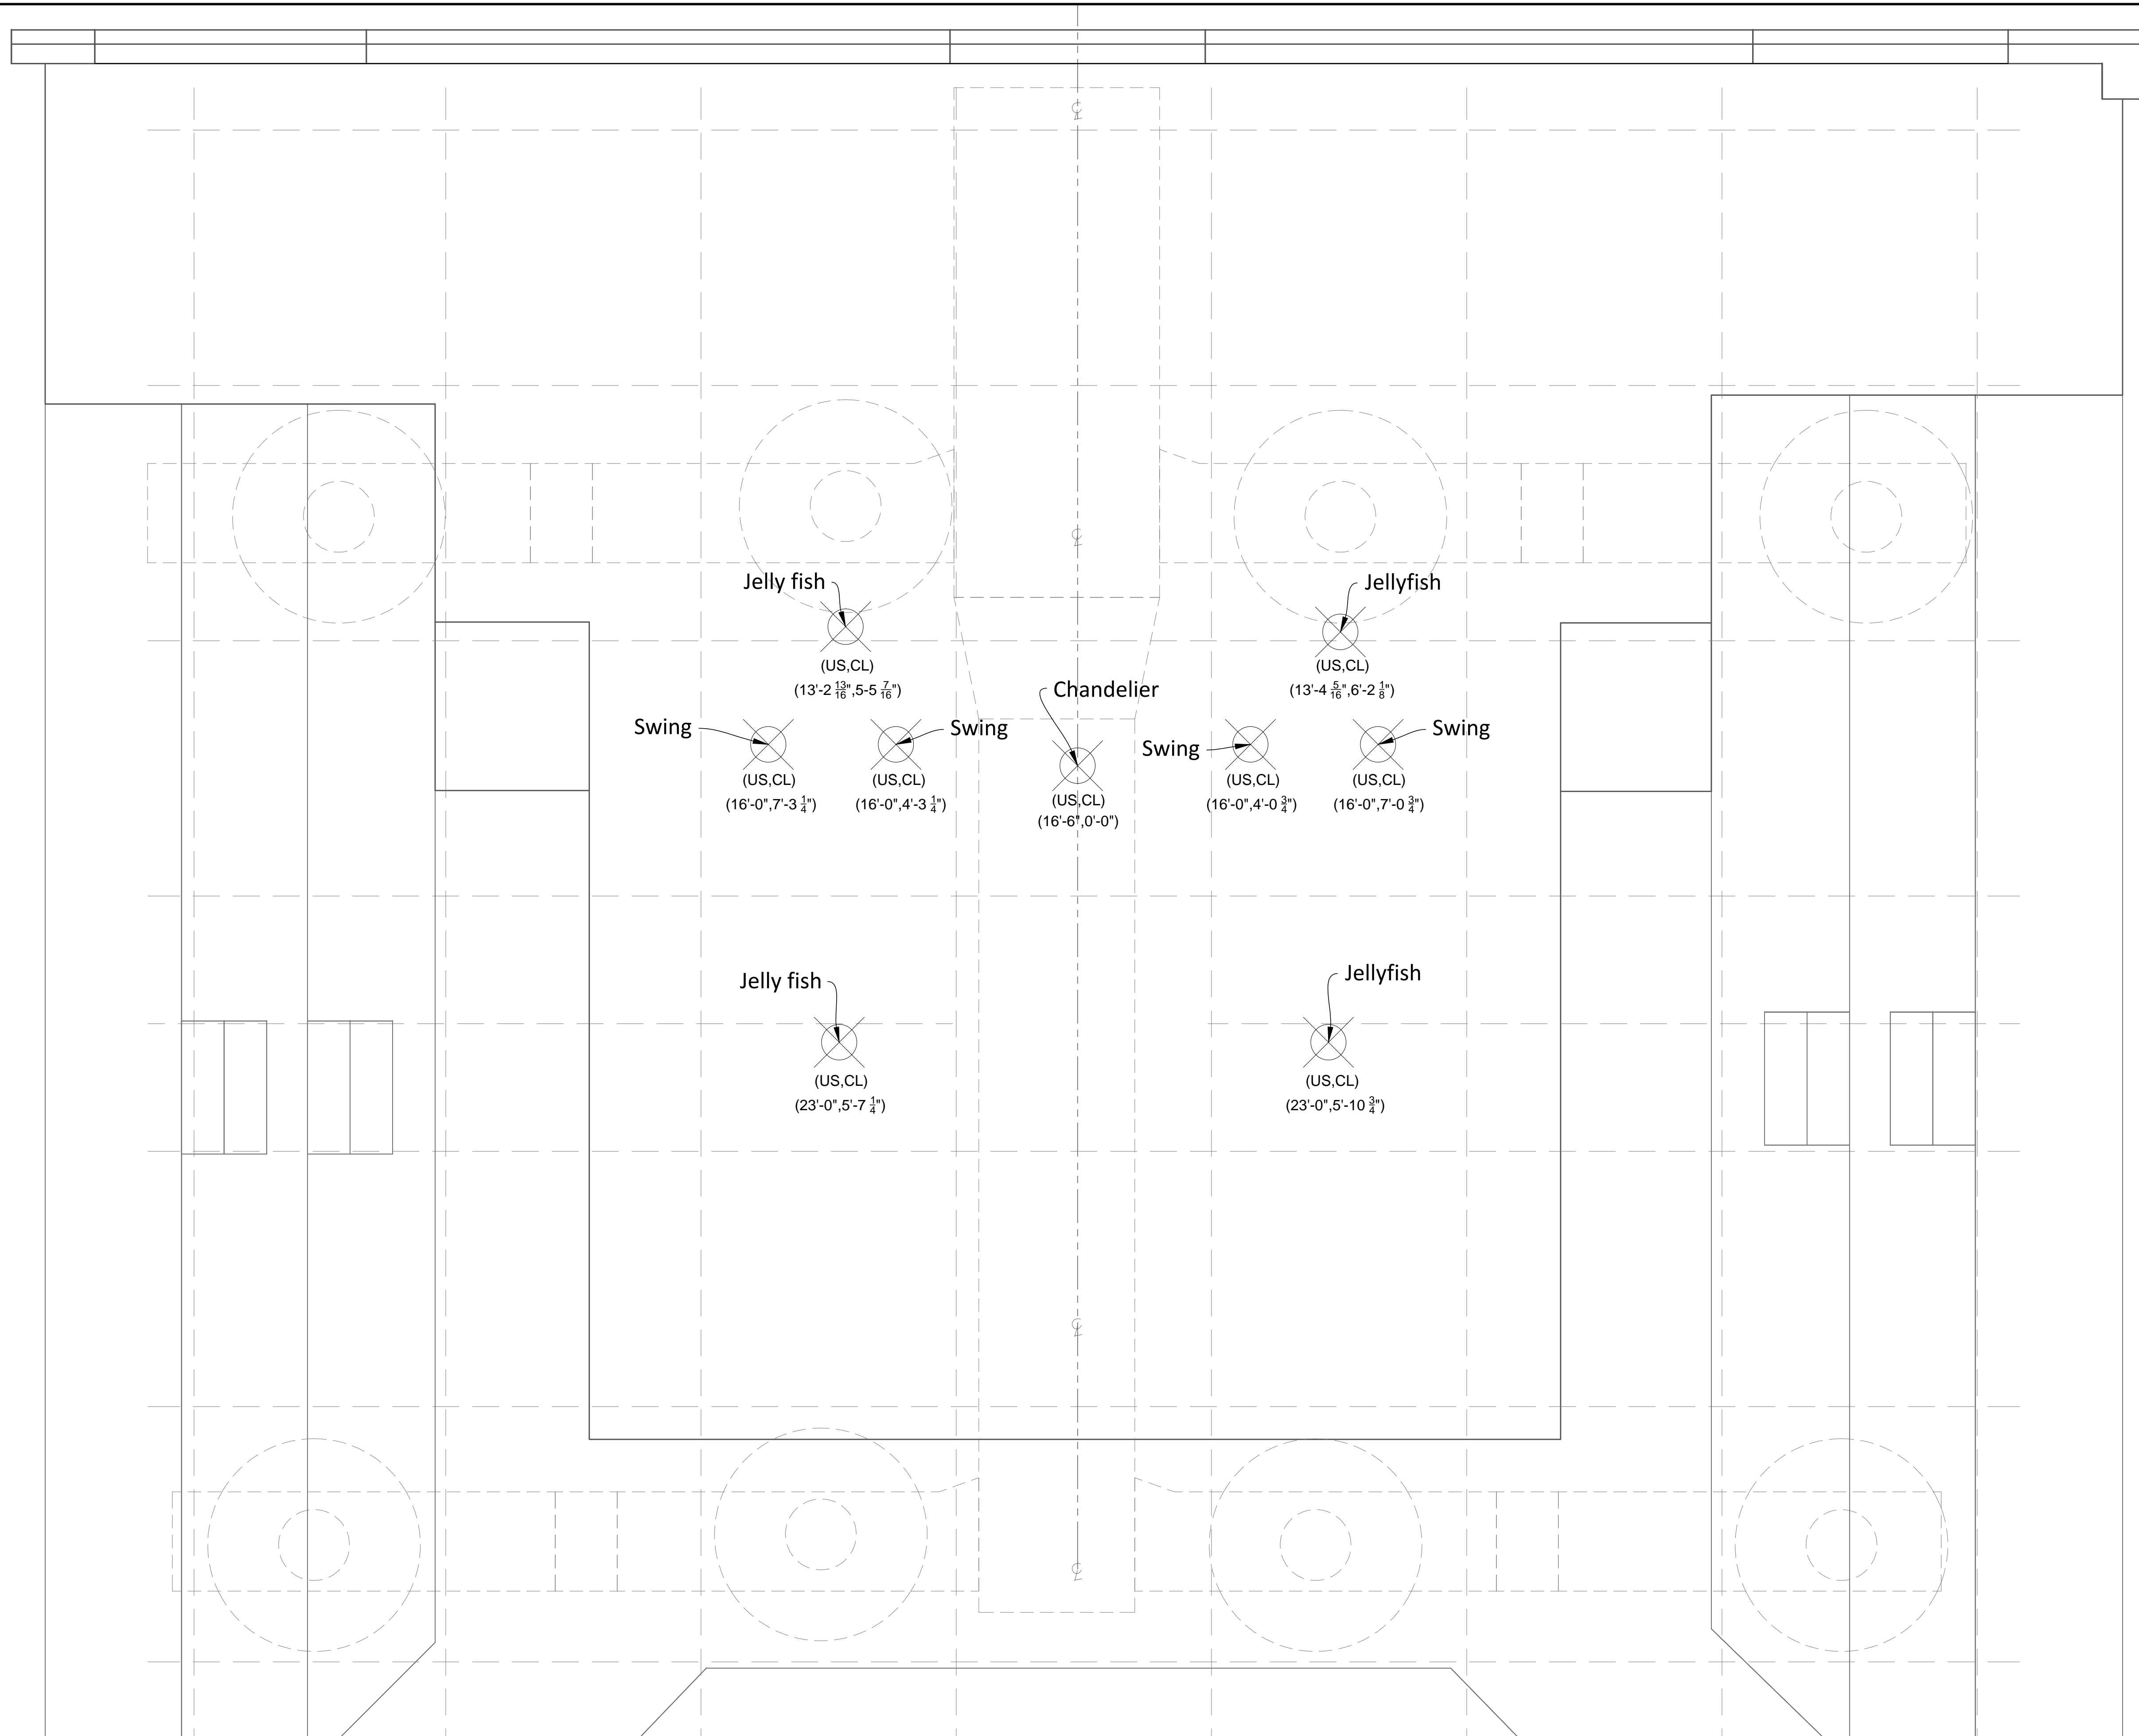 ℄
℄
Jelly fish
Jellyfish
(US,CL)
(13'-2 13/16",5-5 7/16")
(US,CL)
(13'-4 5/16",6'-2 1/8")
Chandelier
Swing
Swing
Swing
Swing
(US,CL)
(16'-0",7'-3 1/4")
(US,CL)
(16'-0",4'-3 1/4")
(US,CL)
(16'-6",0'-0")
(US,CL)
(16'-0",4'-0 3/4")
(US,CL)
(16'-0",7'-0 3/4")
Jelly fish
Jellyfish
(US,CL)
(23'-0",5'-7 1/4")
(US,CL)
(23'-0",5'-10 3/4")
℄
℄